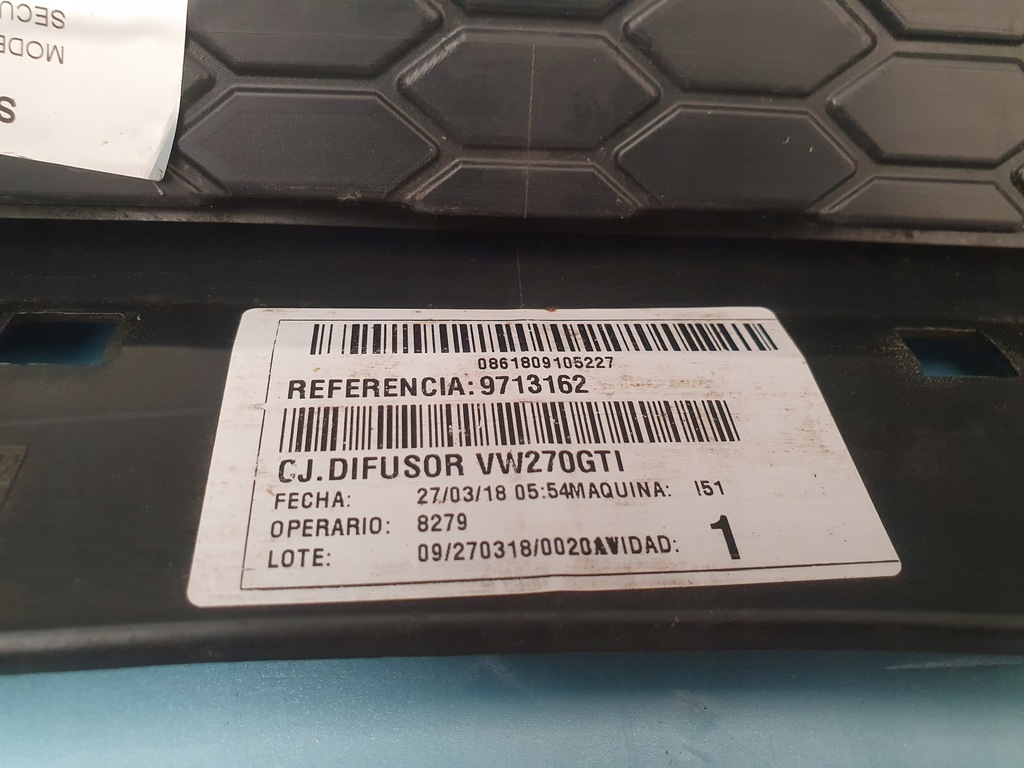 SECU
MODE
S
0861809105227
REFERENCIA:9713162
CJ.DIFUSOR VW270GTI
FECHA: 27/03/18 05:54MAQUINA: I51
OPERARIO: 8279
LOTE: 09/270318/0020 VIDAD: 1